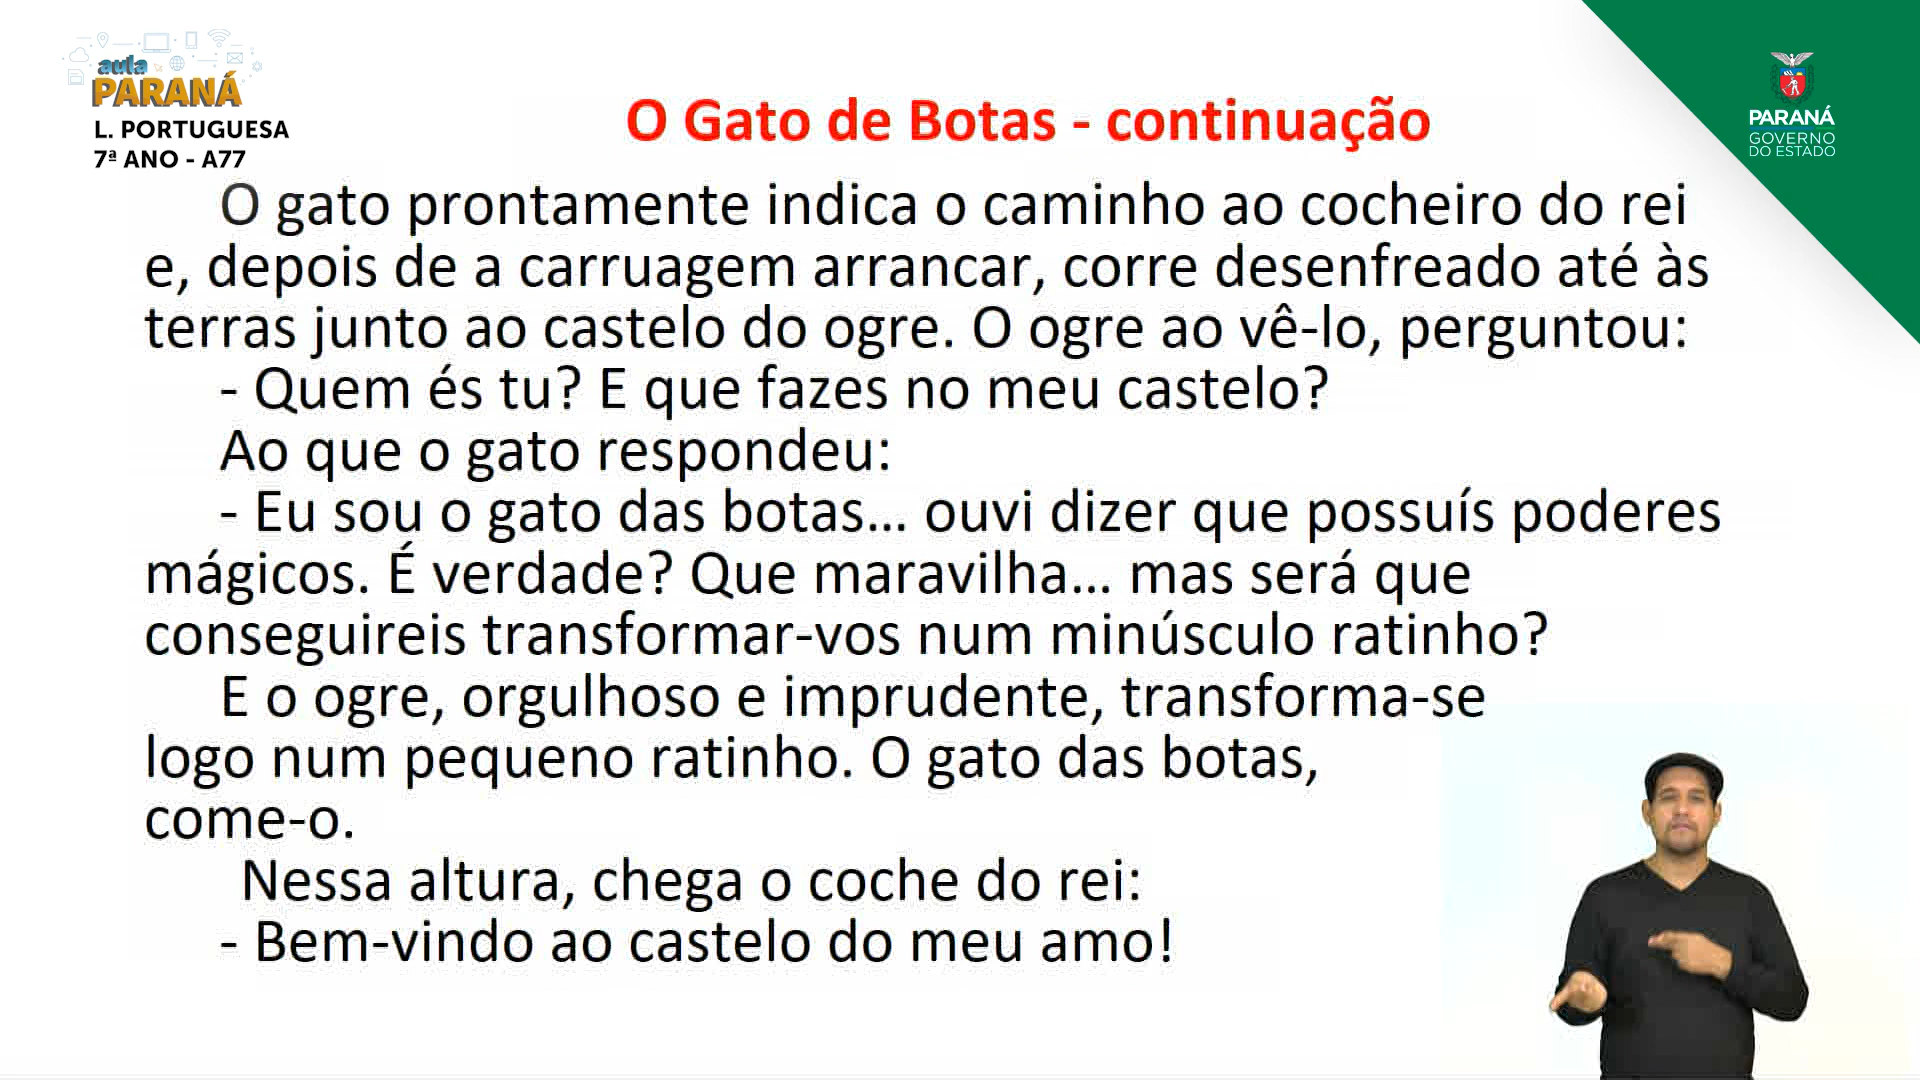 aula
PARANÁ
L. PORTUGUESA
7ª ANO - A77
PARANÁ
GOVERNO
DO ESTADO
O Gato de Botas - continuação
O gato prontamente indica o caminho ao cocheiro do rei
e, depois de a carruagem arrancar, corre desenfreado até às
terras junto ao castelo do ogre. O ogre ao vê-lo, perguntou:
- Quem és tu? E que fazes no meu castelo?
Ao que o gato respondeu:
- Eu sou o gato das botas... ouvi dizer que possuís poderes
mágicos. É verdade? Que maravilha... mas será que
conseguireis transformar-vos num minúsculo ratinho?
E o ogre, orgulhoso e imprudente, transforma-se
logo num pequeno ratinho. O gato das botas,
come-o.
Nessa altura, chega o coche do rei:
- Bem-vindo ao castelo do meu amo!